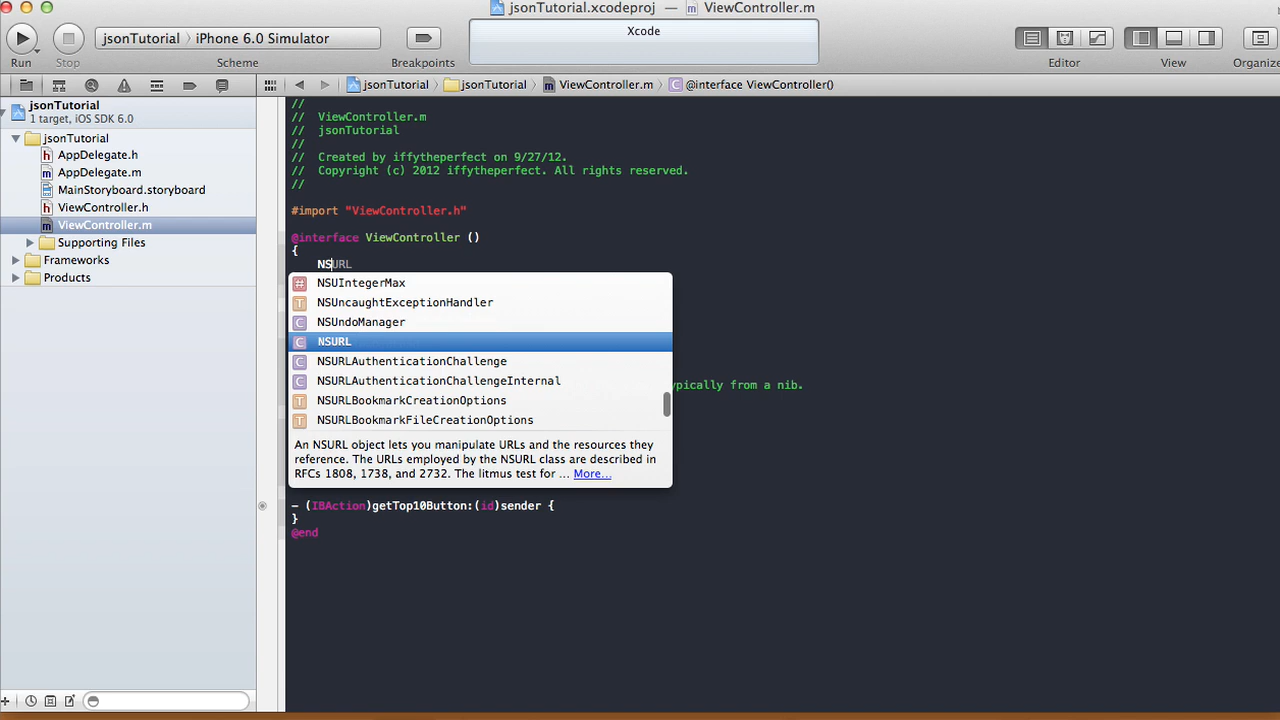 jsonTutorial.xcodeproj — ViewController.m
jsonTutorial › iPhone 6.0 Simulator
Xcode
Run
Stop
Scheme
Breakpoints
Editor
View
jsonTutorial › jsonTutorial › ViewController.m › @interface ViewController()
jsonTutorial
1 target, iOS SDK 6.0
jsonTutorial
AppDelegate.h
AppDelegate.m
MainStoryboard.storyboard
ViewController.h
ViewController.m
Supporting Files
Frameworks
Products
//
// ViewController.m
// jsonTutorial
//
// Created by iffytheperfect on 9/27/12.
// Copyright (c) 2012 iffytheperfect. All rights reserved.
//
#import "ViewController.h"
@interface ViewController ()
{
NSURL
NSUIntegerMax
NSUncaughtExceptionHandler
NSUndoManager
NSURL
NSURLAuthenticationChallenge
NSURLAuthenticationChallengeInternal
NSURLBookmarkCreationOptions
NSURLBookmarkFileCreationOptions
An NSURL object lets you manipulate URLs and the resources they
reference. The URLs employed by the NSURL class are described in
RFCs 1808, 1738, and 2732. The litmus test for ... More...
from a nib.
- (IBAction)getTop10Button:(id)sender {
}
@end